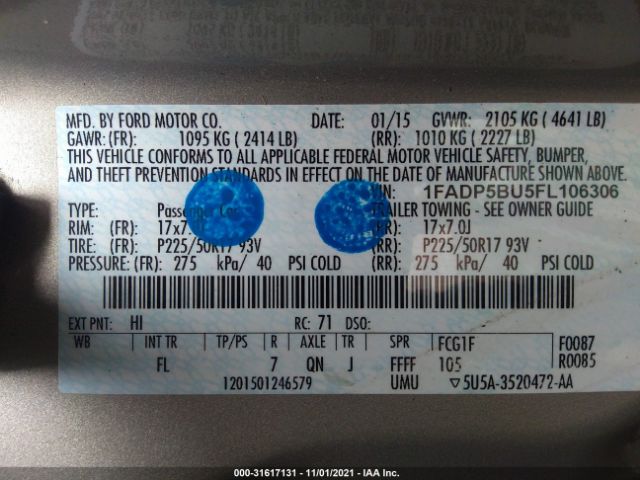 MFD. BY FORD MOTOR CO. DATE: 01/15 GVWR: 2105 KG ( 4641 LB)
GAWR: (FR): 1095 KG ( 2414 LB) (RR): 1010 KG ( 2227 LB)
THIS VEHICLE CONFORMS TO ALL APPLICABLE FEDERAL MOTOR VEHICLE SAFETY, BUMPER,
AND THEFT PREVENTION STANDARDS IN EFFECT ON THE DATE OF MANUFACTURE SHOWN ABOVE.
VIN: 1FADP5BU5FL106306
TYPE: Passenger Car TRAILER TOWING - SEE OWNER GUIDE
RIM: (FR): 17x7.0J (RR): 17x7.0J
TIRE: (FR): P225/50R17 93V (RR): P225/50R17 93V
PRESSURE: (FR): 275 kPa/ 40 PSI COLD (RR): 275 kPa/ 40 PSI COLD
EXT PNT: HI RC: 71 DSO:
WB INT TR TP/PS R AXLE TR SPR FCG1F F0087
FL 7 QN J FFFF 105 R0085
1201501246579 UMU ▽5U5A-3520472-AA
000-31617131 - 11/01/2021 - IAA Inc.